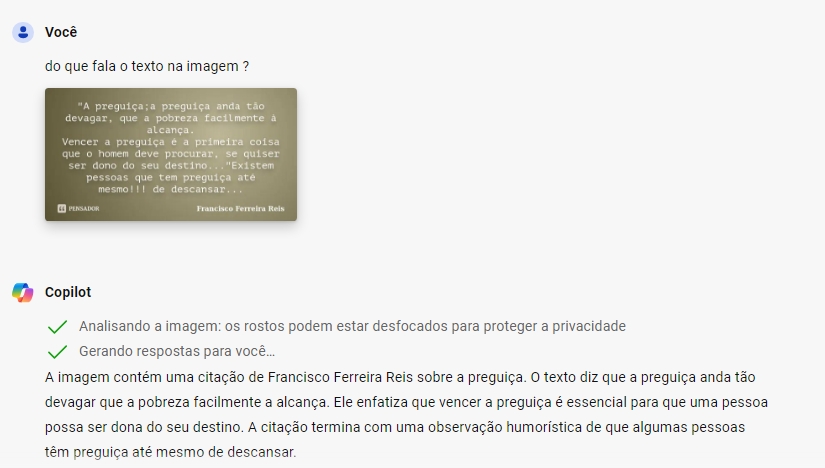 Você
do que fala o texto na imagem ?
"A preguiça;a preguiça anda tão
devagar, que a pobreza facilmente à
alcança.
Vencer a preguiça é a primeira coisa
que o homem deve procurar, se quiser
ser dono do seu destino..."Existem
pessoas que tem preguiça até
mesmo!!! de descansar...
PENSADOR
Francisco Ferreira Reis
Copilot
Analisando a imagem: os rostos podem estar desfocados para proteger a privacidade
Gerando respostas para você...
A imagem contém uma citação de Francisco Ferreira Reis sobre a preguiça. O texto diz que a preguiça anda tão
devagar que a pobreza facilmente a alcança. Ele enfatiza que vencer a preguiça é essencial para que uma pessoa
possa ser dona do seu destino. A citação termina com uma observação humorística de que algumas pessoas
têm preguiça até mesmo de descansar.